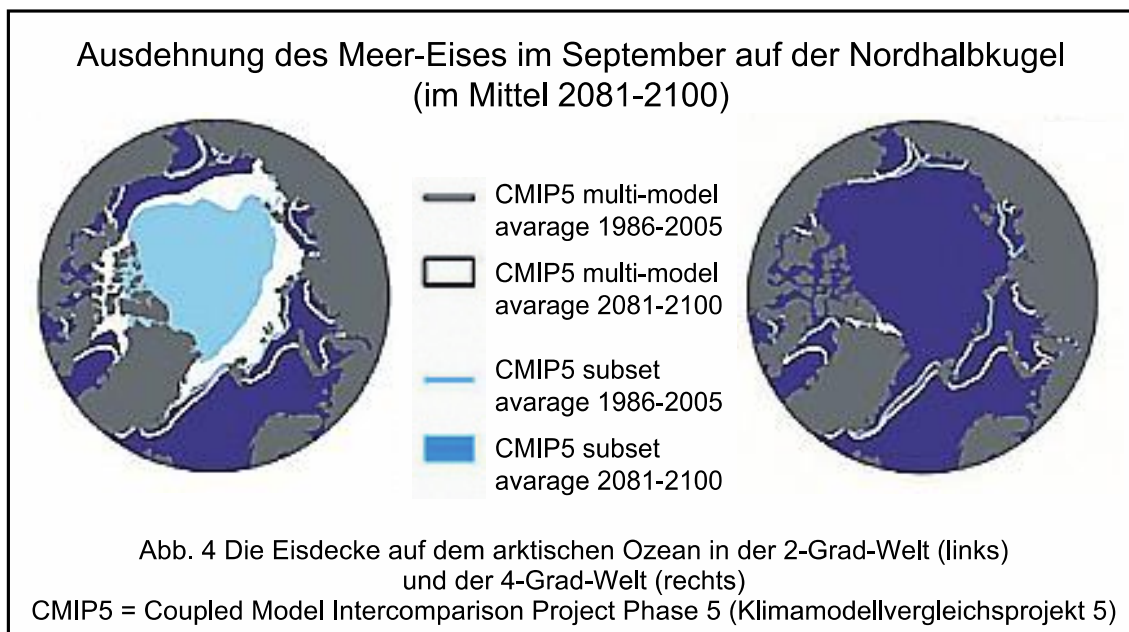 Ausdehnung des Meer-Eises im September auf der Nordhalbkugel
(im Mittel 2081-2100)
CMIP5 multi-model
avarage 1986-2005
CMIP5 multi-model
avarage 2081-2100
CMIP5 subset
avarage 1986-2005
CMIP5 subset
avarage 2081-2100
Abb. 4 Die Eisdecke auf dem arktischen Ozean in der 2-Grad-Welt (links)
und der 4-Grad-Welt (rechts)
CMIP5 = Coupled Model Intercomparison Project Phase 5 (Klimamodellvergleichsprojekt 5)